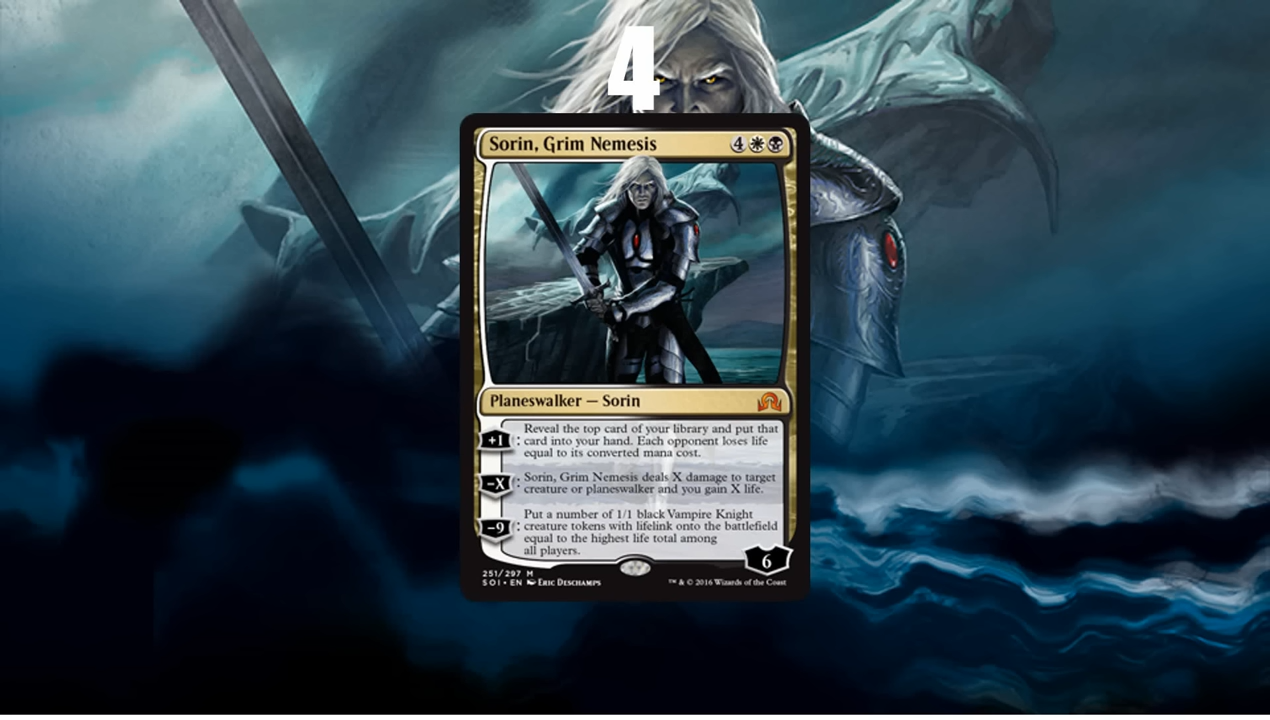 4
Sorin, Grim Nemesis 4
Planeswalker — Sorin
+1 : Reveal the top card of your library and put that
card into your hand. Each opponent loses life
equal to its converted mana cost.
-X : Sorin, Grim Nemesis deals X damage to target
creature or planeswalker and you gain X life.
-9 : Put a number of 1/1 black Vampire Knight
creature tokens with lifelink onto the battlefield
equal to the highest life total among
all players.
6
251/297 M
SOI • EN Eric Deschamps
™ & © 2016 Wizards of the Coast